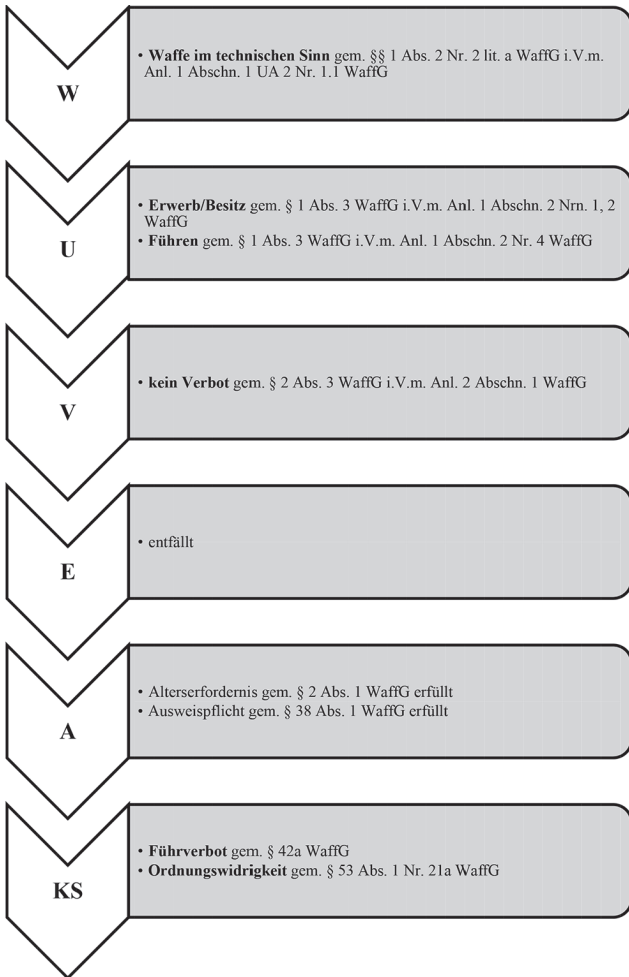 W
• Waffe im technischen Sinn gem. §§ 1 Abs. 2 Nr. 2 lit. a WaffG i.V.m.
Anl. 1 Abschn. 1 UA 2 Nr. 1.1 WaffG
U
• Erwerb/Besitz gem. § 1 Abs. 3 WaffG i.V.m. Anl. 1 Abschn. 2 Nrn. 1, 2
WaffG
• Führen gem. § 1 Abs. 3 WaffG i.V.m. Anl. 1 Abschn. 2 Nr. 4 WaffG
V
• kein Verbot gem. § 2 Abs. 3 WaffG i.V.m. Anl. 2 Abschn. 1 WaffG
E
• entfällt
A
• Alterserfordernis gem. § 2 Abs. 1 WaffG erfüllt
• Ausweispflicht gem. § 38 Abs. 1 WaffG erfüllt
KS
• Führverbot gem. § 42a WaffG
• Ordnungswidrigkeit gem. § 53 Abs. 1 Nr. 21a WaffG